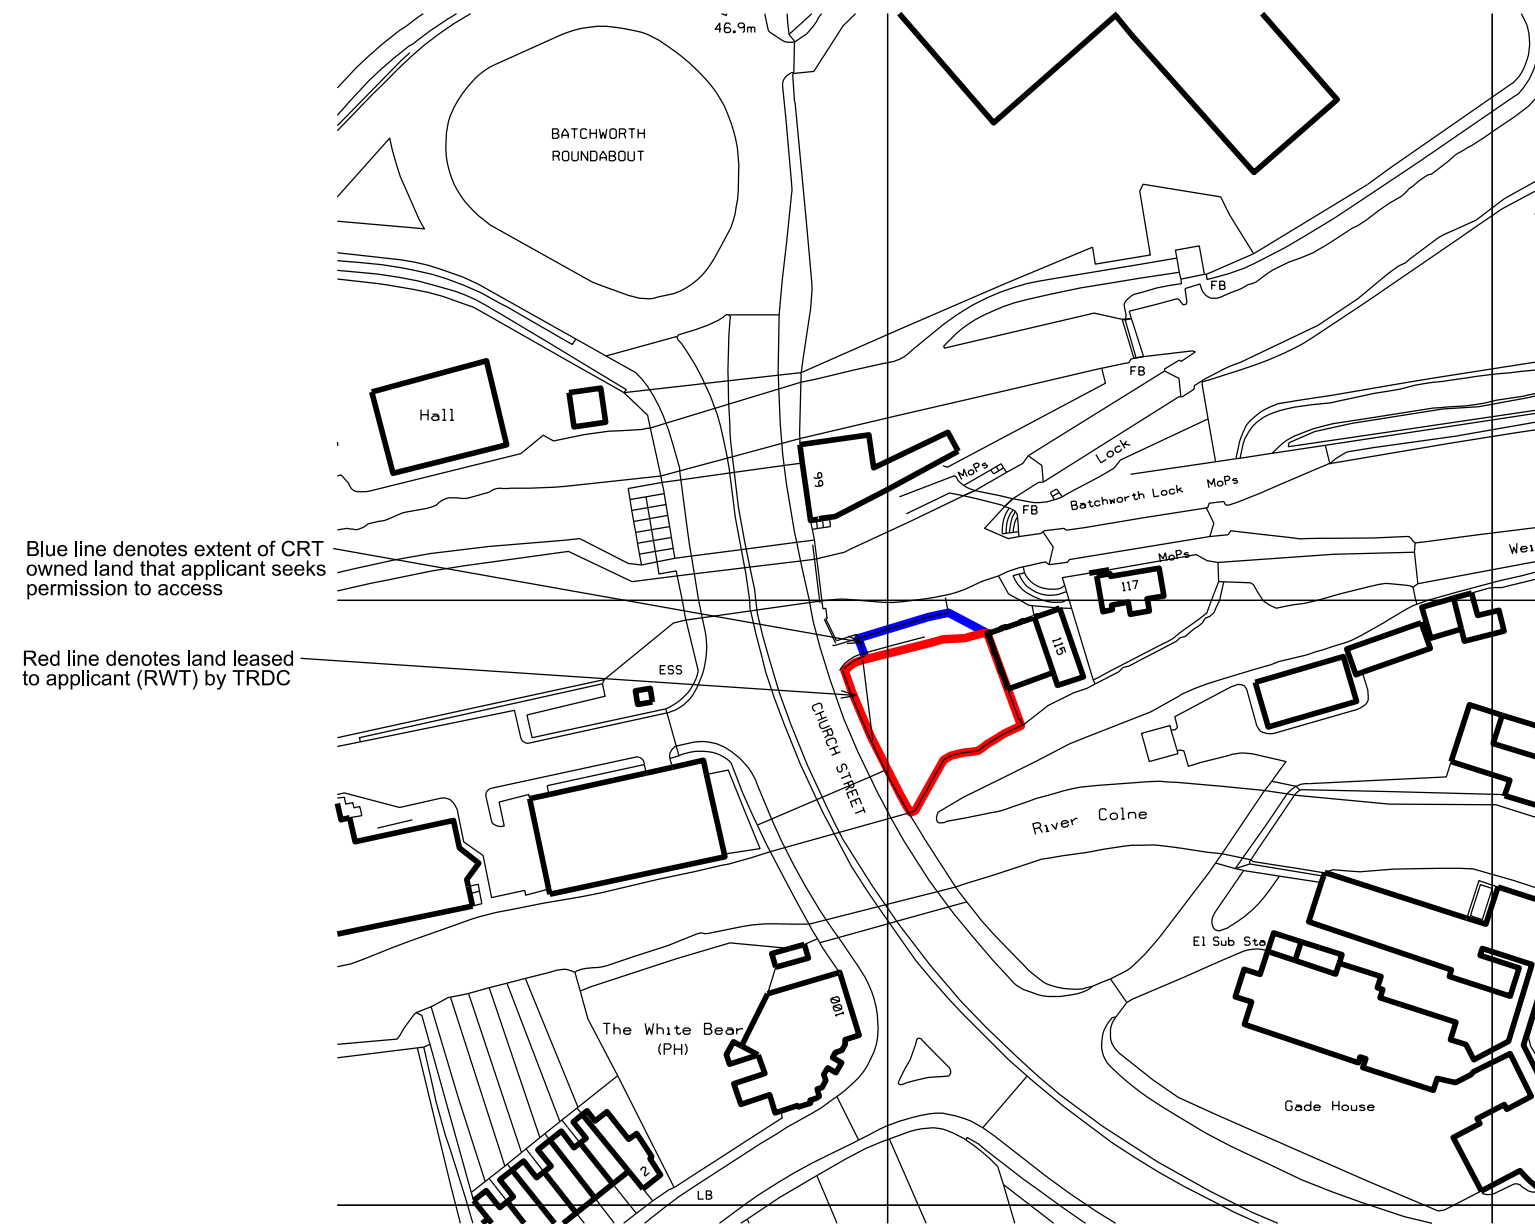 46.9m
BATCHWORTH
ROUNDABOUT
FB
FB
Hall
99
MoPs
Lock
Batchworth Lock
MoPs
FB
Blue line denotes extent of CRT
owned land that applicant seeks
permission to access
MoPs
Wei
117
115
Red line denotes land leased
to applicant (RWT) by TRDC
ESS
CHURCH STREET
River Colne
El Sub Sta
100
The White Bear
(PH)
Gade House
2
LB